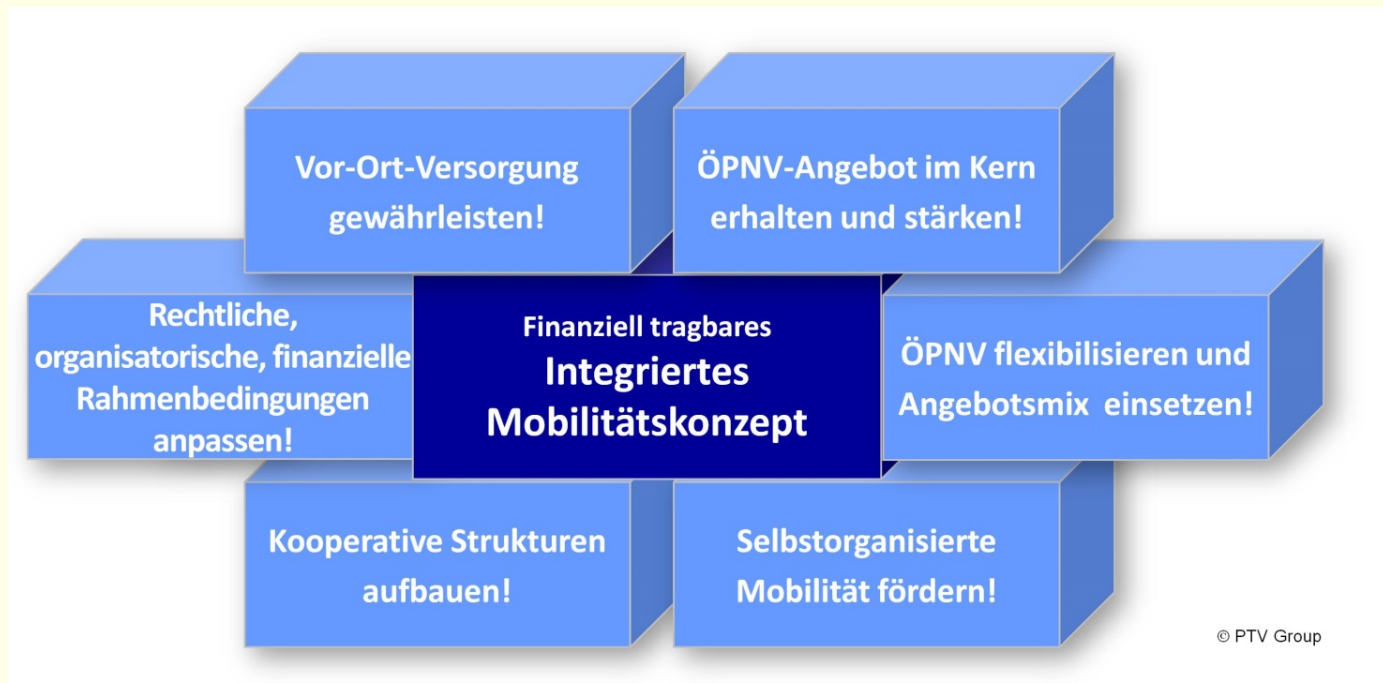 Vor-Ort-Versorgung
gewährleisten!
ÖPNV-Angebot im Kern
erhalten und stärken!
Rechtliche,
organisatorische, finanzielle
Rahmenbedingungen
anpassen!
Finanziell tragbares
Integriertes
Mobilitätskonzept
ÖPNV flexibilisieren und
Angebotsmix einsetzen!
Kooperative Strukturen
aufbauen!
Selbstorganisierte
Mobilität fördern!
© PTV Group